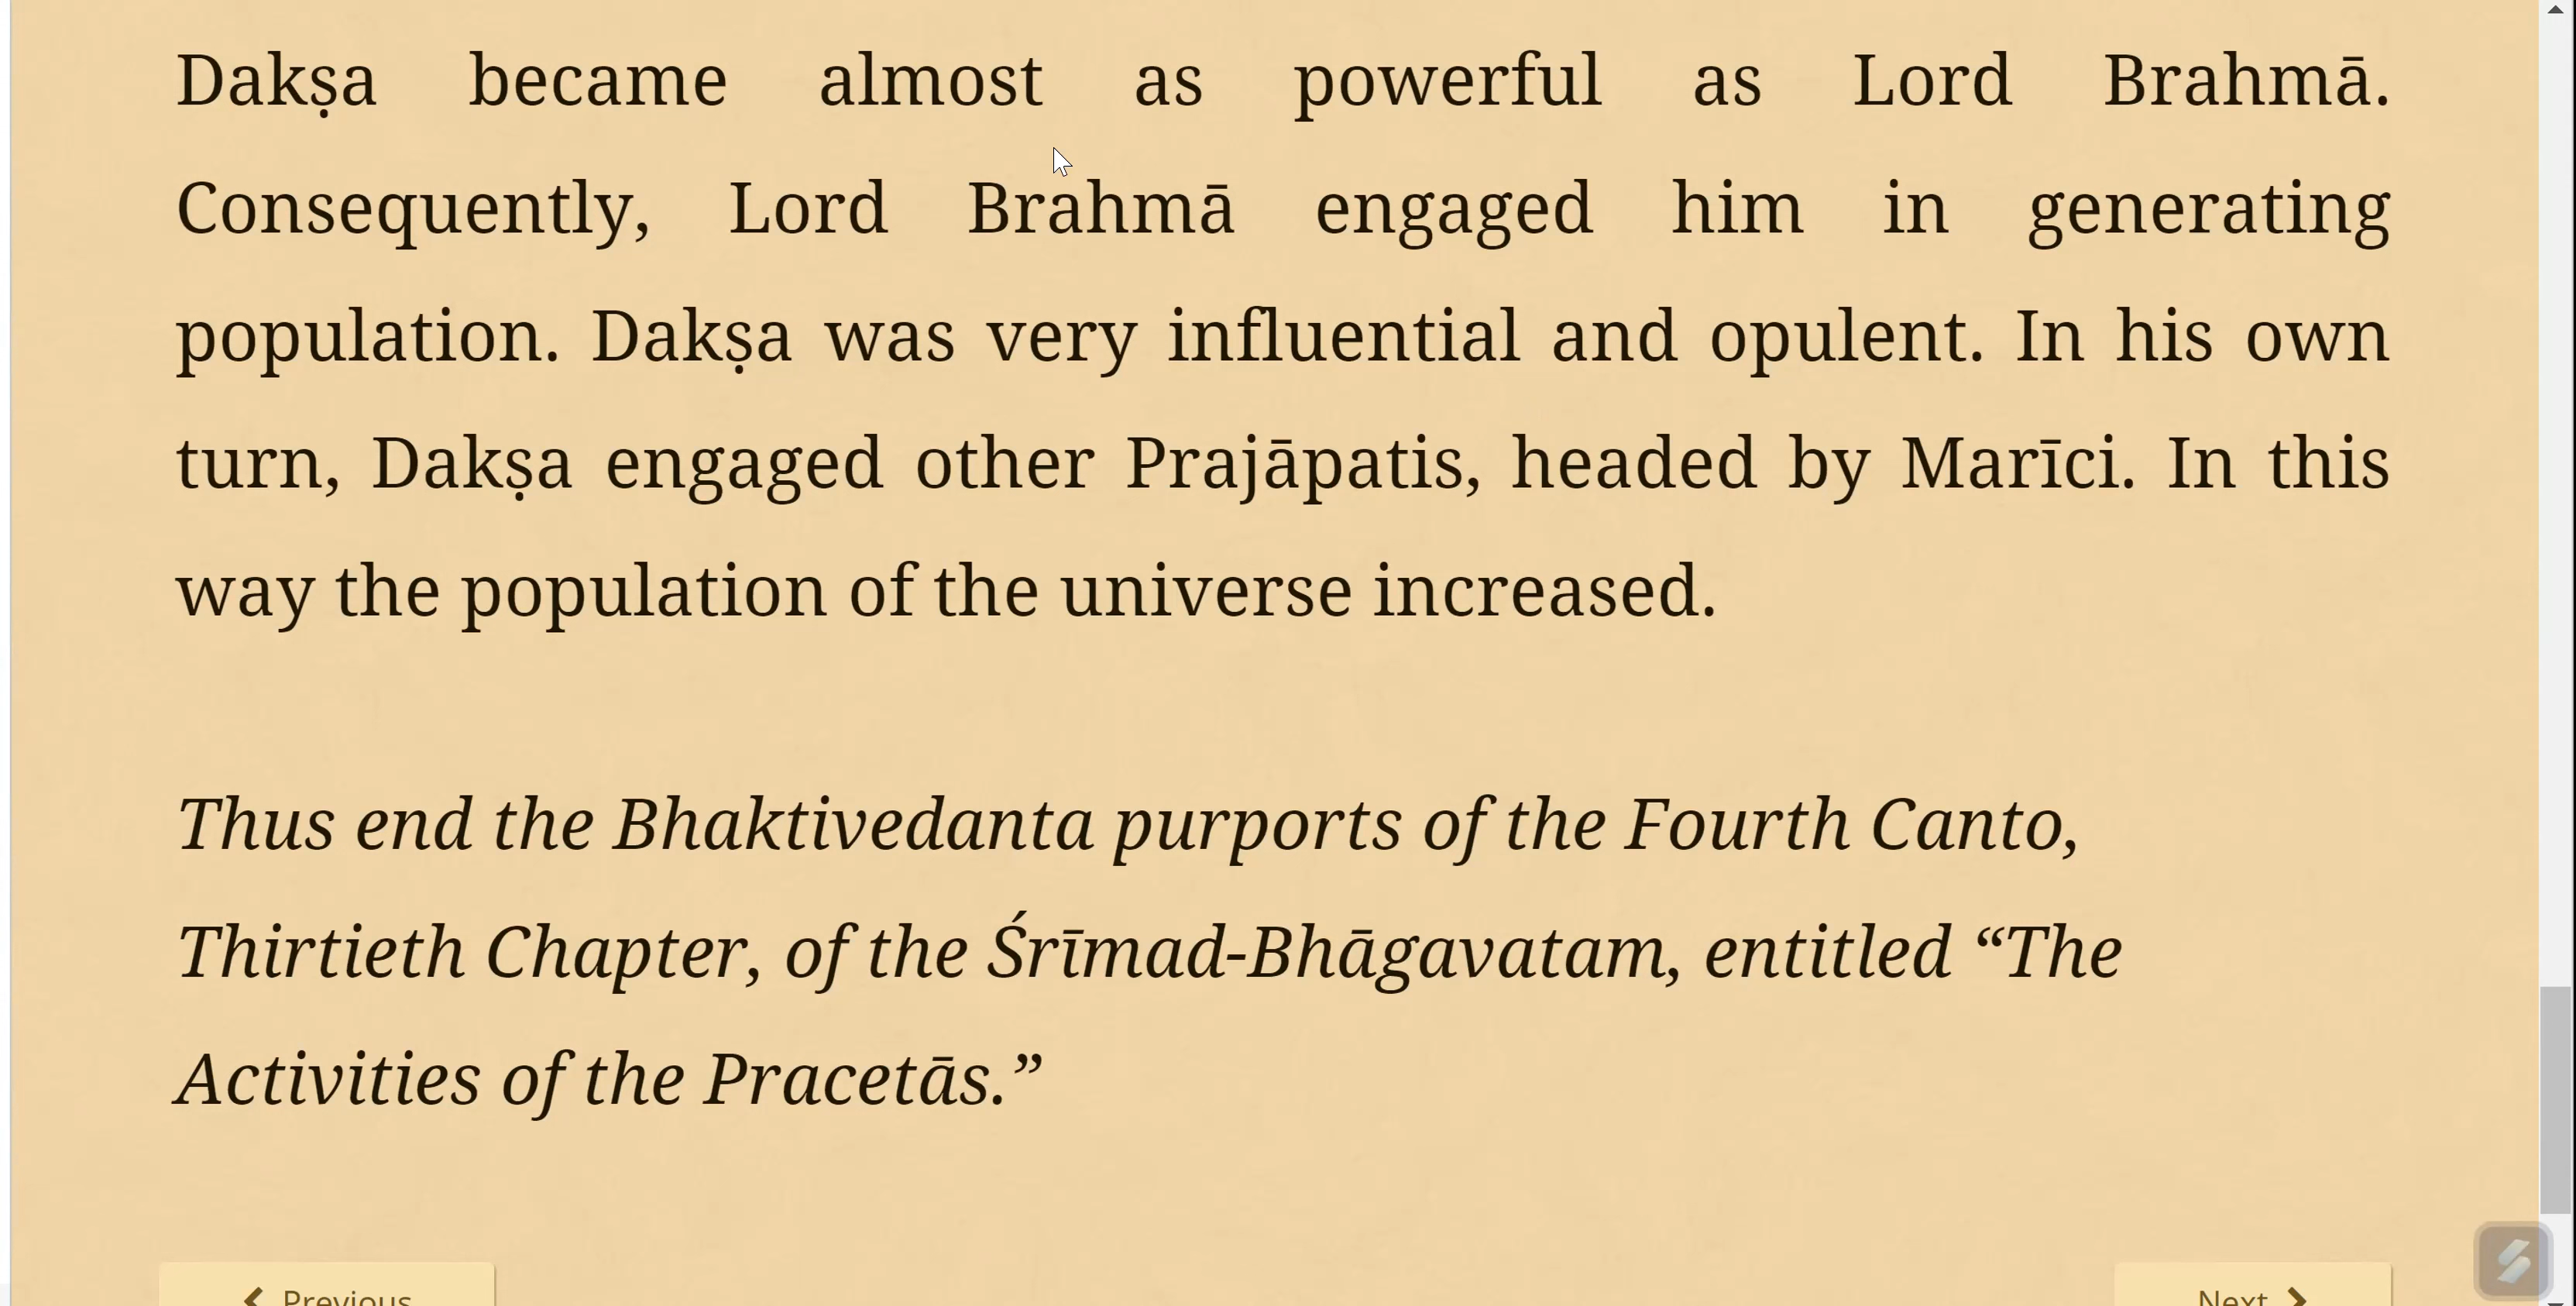 Dakṣa became almost as powerful as Lord Brahmā.
Consequently, Lord Brahmā engaged him in generating
population. Dakṣa was very influential and opulent. In his own
turn, Dakṣa engaged other Prajāpatis, headed by Marīci. In this
way the population of the universe increased.
Thus end the Bhaktivedanta purports of the Fourth Canto,
Thirtieth Chapter, of the Śrīmad-Bhāgavatam, entitled “The
Activities of the Pracetās.”
Previous
Next